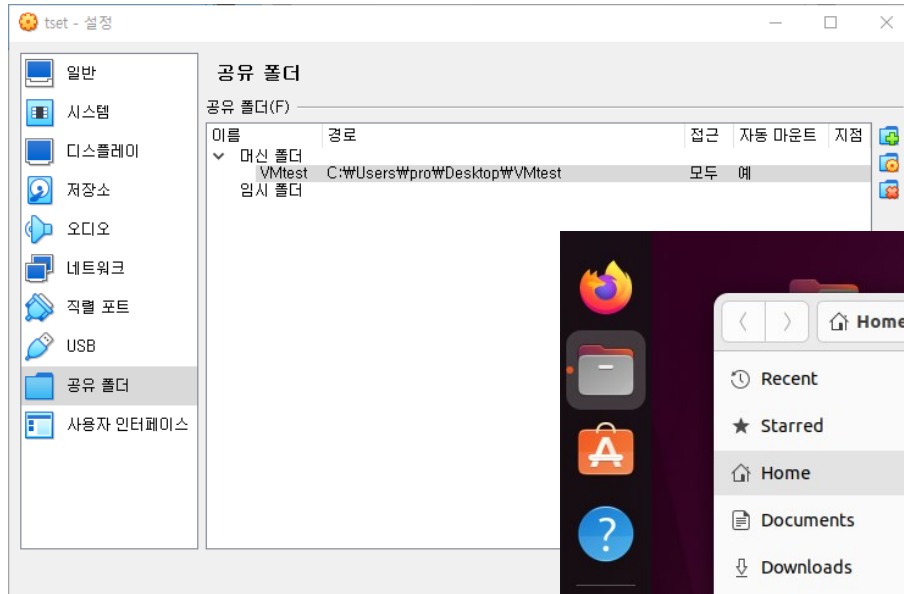 tset - 설정
일반
시스템
디스플레이
저장소
오디오
네트워크
직렬 포트
USB
공유 폴더
사용자 인터페이스
공유 폴더
공유 폴더(F)
이름 경로 접근 자동 마운트 지점
머신 폴더
VMtest C:₩Users₩pro₩Desktop₩VMtest 모두 예
임시 폴더
Home
Recent
Starred
Home
Documents
Downloads